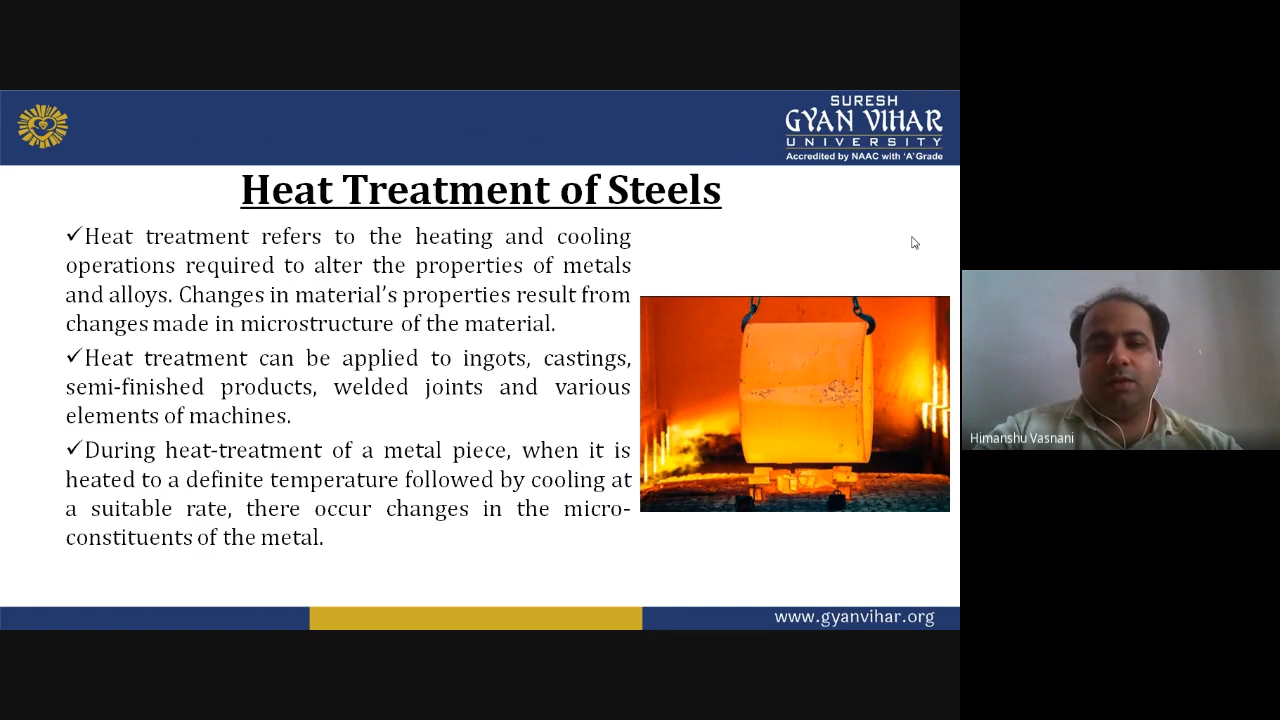 SURESH
GYAN VIHAR
UNIVERSITY
Accredited by NAAC with 'A' Grade
Heat Treatment of Steels
✓Heat treatment refers to the heating and cooling
operations required to alter the properties of metals
and alloys. Changes in material’s properties result from
changes made in microstructure of the material.
✓Heat treatment can be applied to ingots, castings,
semi-finished products, welded joints and various
elements of machines.
✓During heat-treatment of a metal piece, when it is
heated to a definite temperature followed by cooling at
a suitable rate, there occur changes in the micro-
constituents of the metal.
www.gyanvihar.org
Himanshu Vasnani